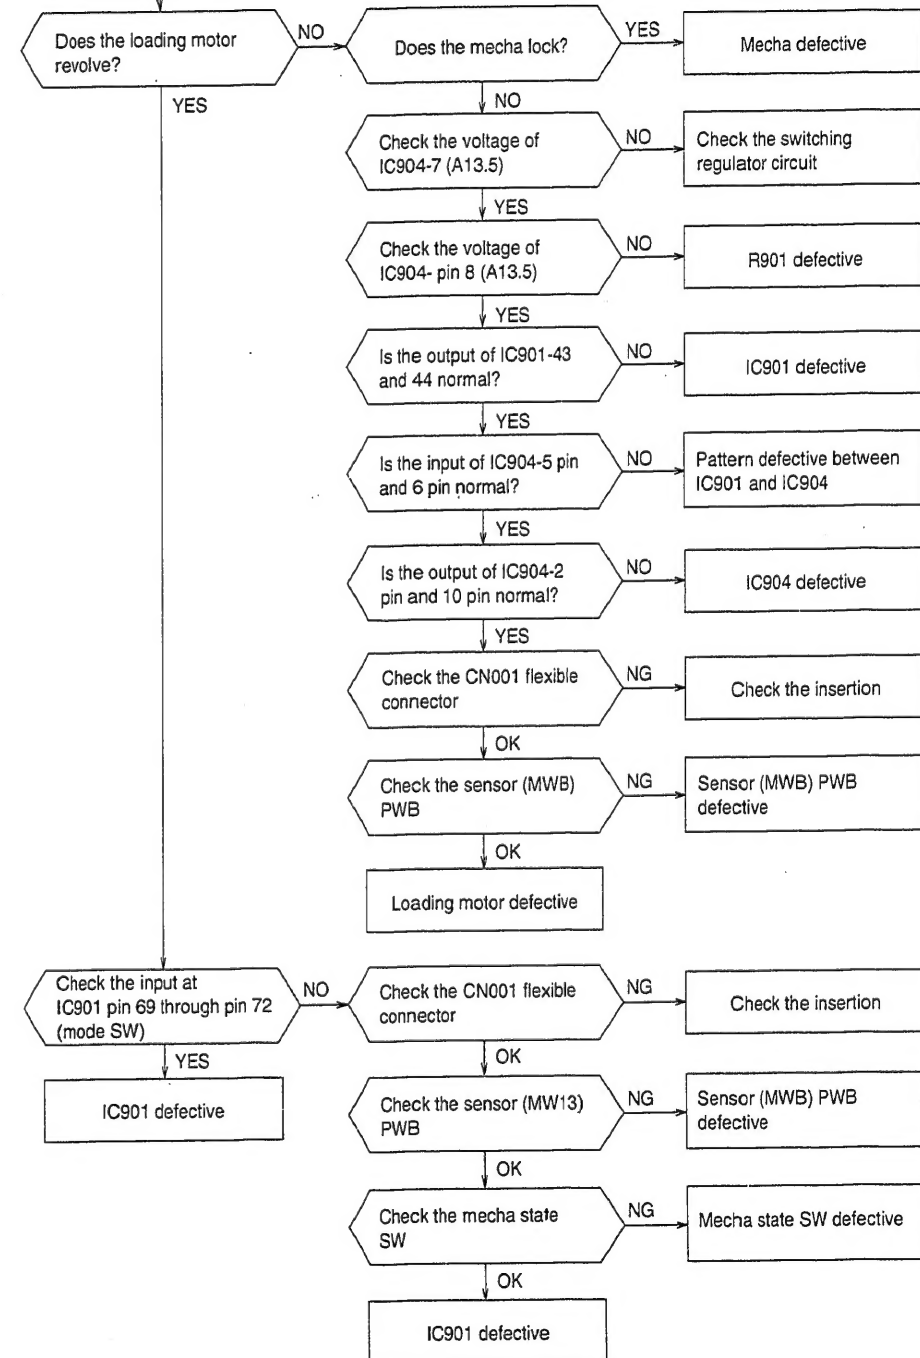 Does the loading motor
revolve?
NO
Does the mecha lock?
YES
Mecha defective
YES
NO
Check the voltage of
IC904-7 (A13.5)
NO
Check the switching
regulator circuit
YES
Check the voltage of
IC904- pin 8 (A13.5)
NO
R901 defective
YES
Is the output of IC901-43
and 44 normal?
NO
IC901 defective
YES
Is the input of IC904-5 pin
and 6 pin normal?
NO
Pattern defective between
IC901 and IC904
YES
Is the output of IC904-2
pin and 10 pin normal?
NO
IC904 defective
YES
Check the CN001 flexible
connector
NG
Check the insertion
OK
Check the sensor (MWB)
PWB
NG
Sensor (MWB) PWB
defective
OK
Loading motor defective
Check the input at
IC901 pin 69 through pin 72
(mode SW)
NO
Check the CN001 flexible
connector
NG
Check the insertion
YES
IC901 defective
OK
Check the sensor (MW13)
PWB
NG
Sensor (MWB) PWB
defective
OK
Check the mecha state
SW
NG
Mecha state SW defective
OK
IC901 defective